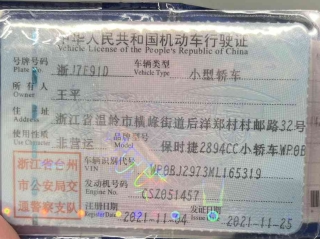 中华人民共和国机动车行驶证
Vehicle License of the People's Republic of China
号牌号码 浙J7E91D 车辆类型 小型轿车
Plate No. Vehicle Type
所有人 王平
Owner
住址 浙江省温岭市横峰街道后洋郑村村邮路32号
Address
使用性质 非营运 品牌型号 保时捷2894CC小轿车WP0B
Use Character Model
浙江省台州
市公安局交
通警察支队
车辆识别代号 WP0BJ2973ML165319
VIN
发动机号码 CSZ051457
Engine No.
注册日期 2021-11-04 发证日期 2021-11-25
Register Date Issue Date